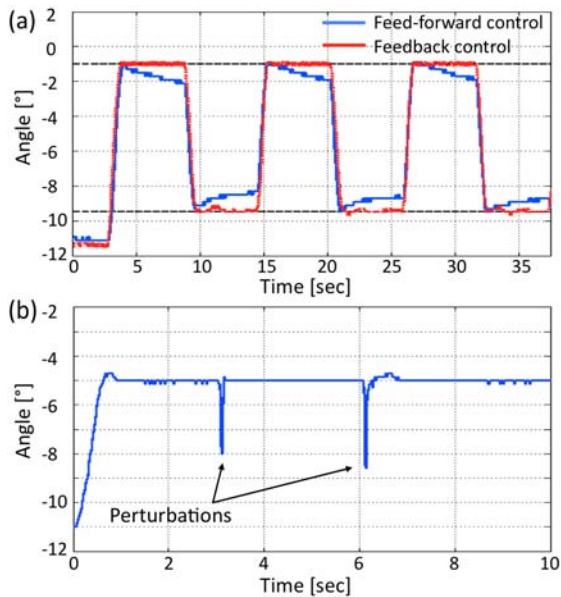 (a)
Feed-forward control
Feedback control
2
0
-2
-4
-6
-8
-10
-12
Angle [°]
0 5 10 15 20 25 30 35
Time [sec]
(b)
-2
-4
-6
-8
-10
-12
Angle [°]
Perturbations
0 2 4 6 8 10
Time [sec]